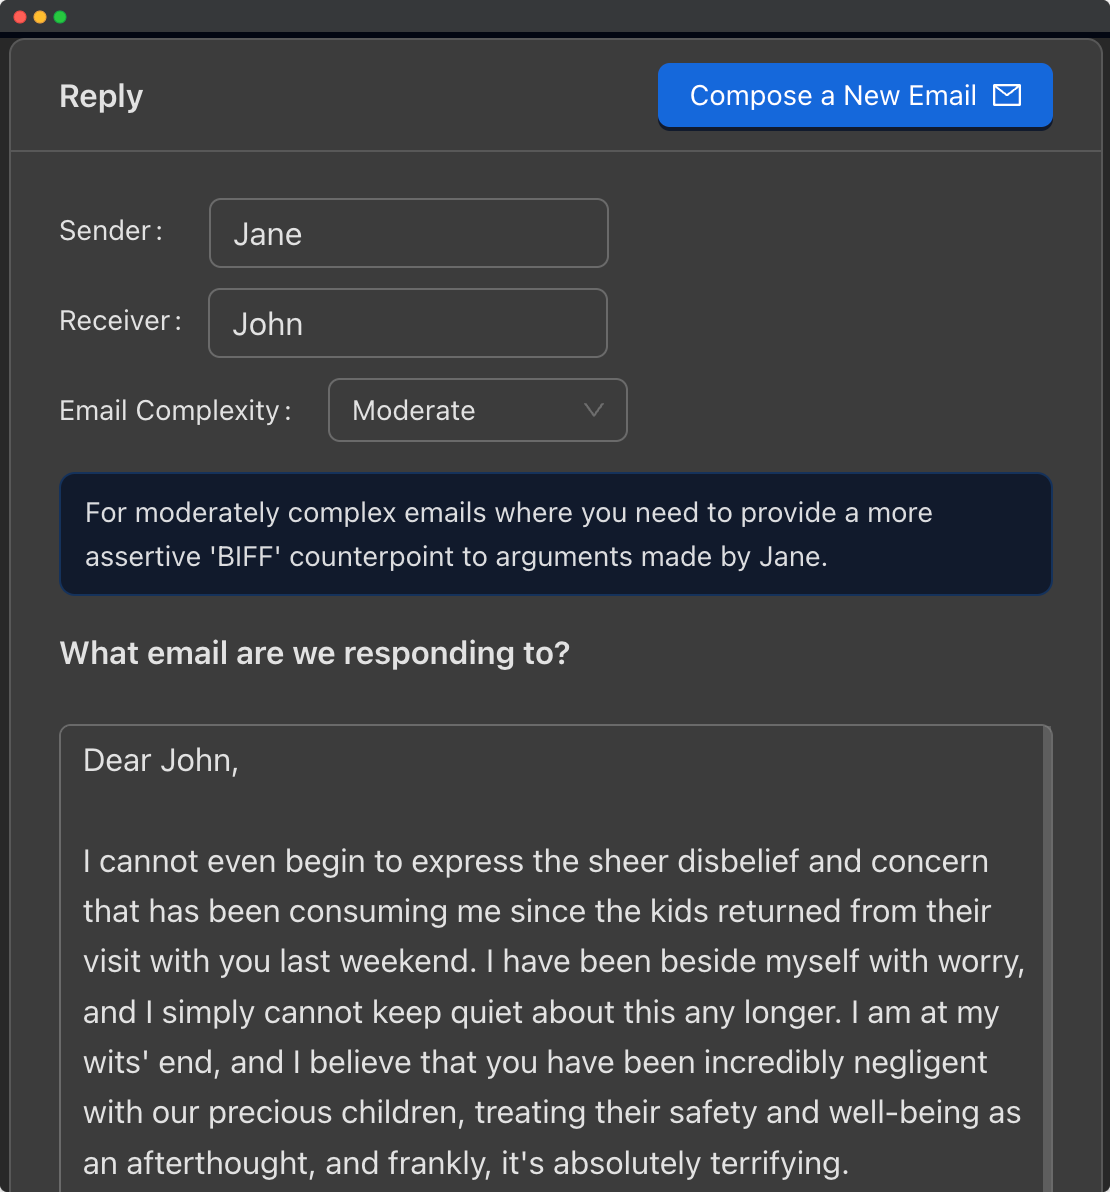 Reply
Compose a New Email
Sender:
Jane
Receiver:
John
Email Complexity:
Moderate
For moderately complex emails where you need to provide a more
assertive 'BIFF' counterpoint to arguments made by Jane.
What email are we responding to?
Dear John,
I cannot even begin to express the sheer disbelief and concern
that has been consuming me since the kids returned from their
visit with you last weekend. I have been beside myself with worry,
and I simply cannot keep quiet about this any longer. I am at my
wits' end, and I believe that you have been incredibly negligent
with our precious children, treating their safety and well-being as
an afterthought, and frankly, it's absolutely terrifying.